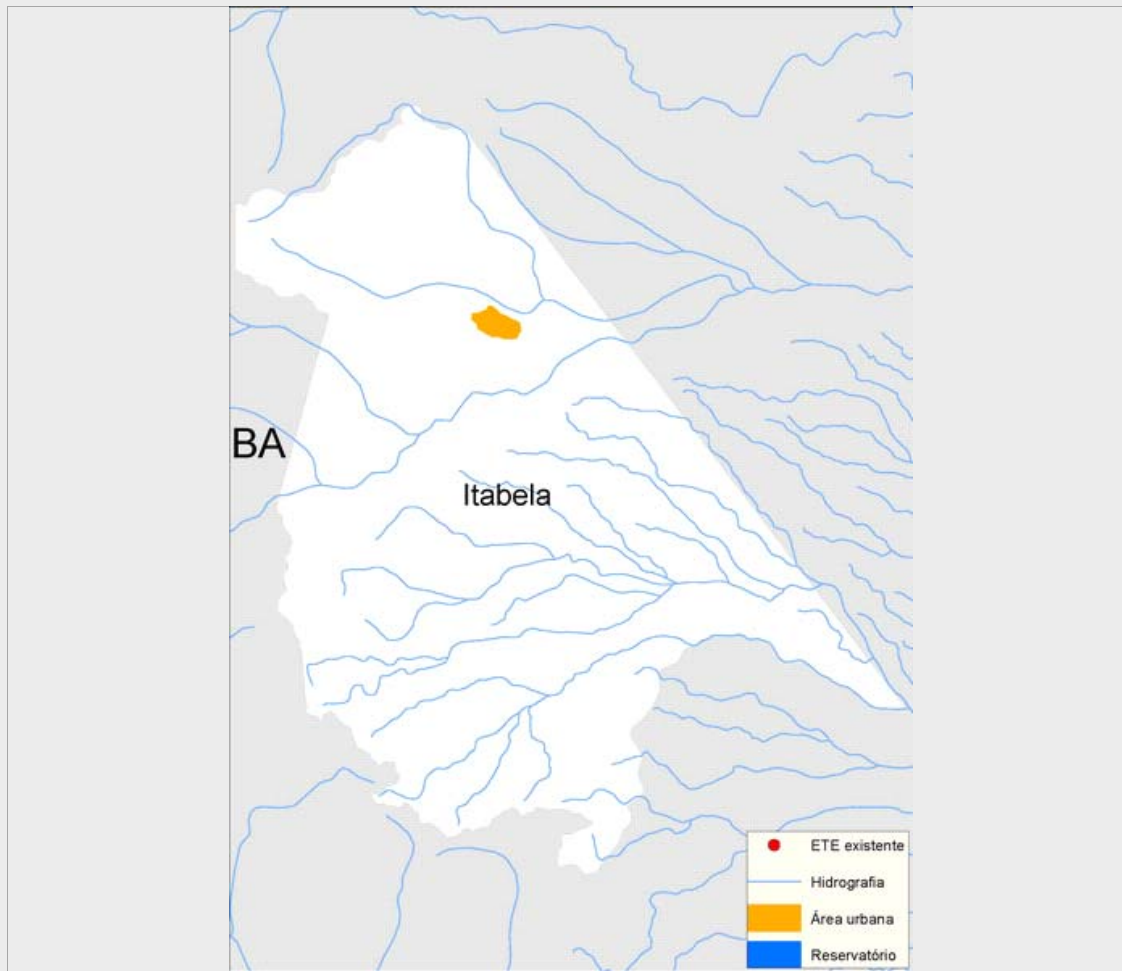 BA
Itabela
ETE existente
Hidrografia
Área urbana
Reservatório